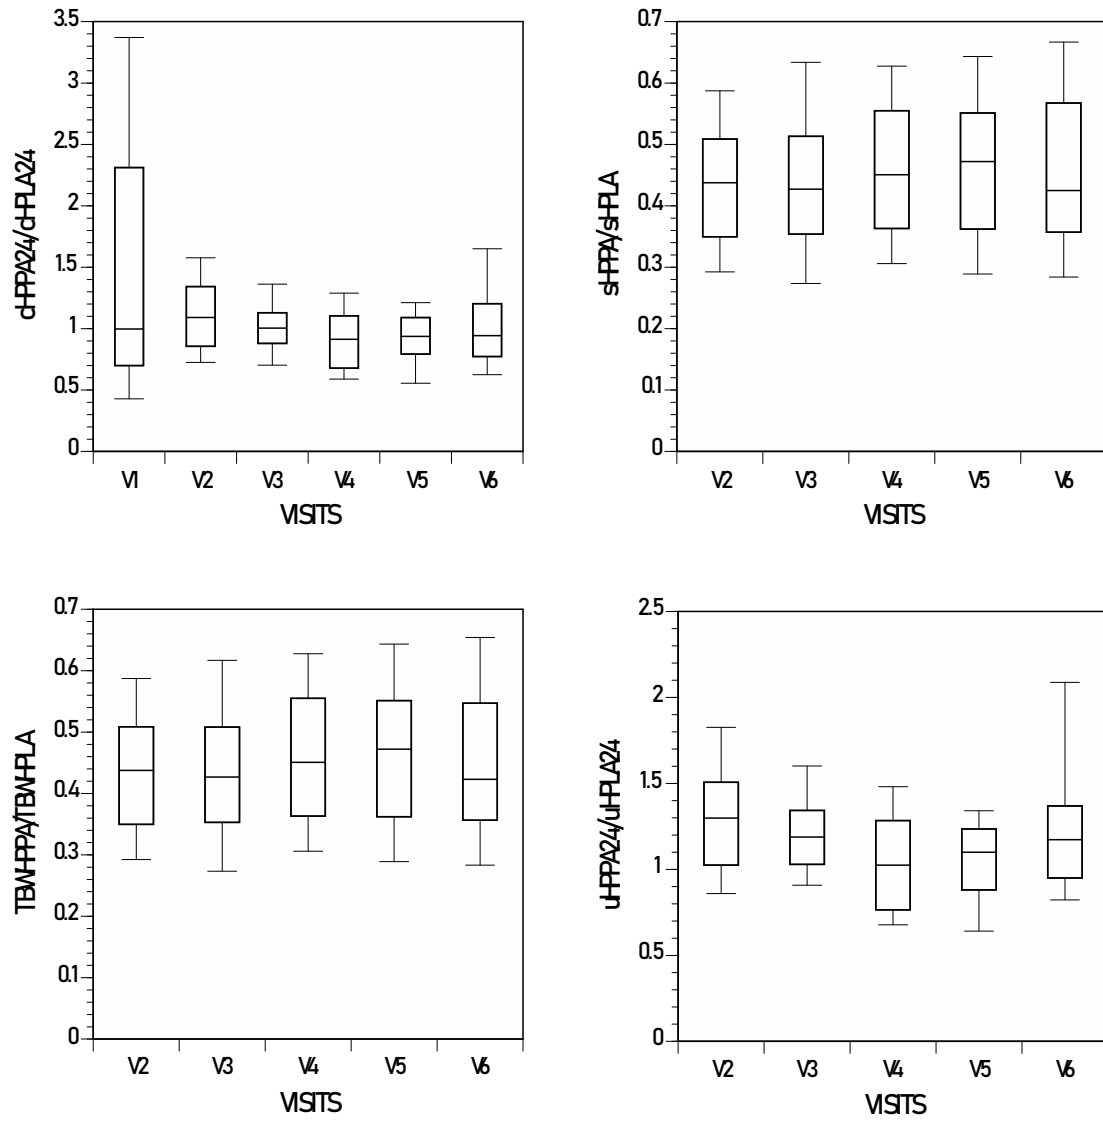 dHPPA24/dHPLA24
3.5
3
2.5
2
1.5
1
0.5
0
V1 V2 V3 V4 V5 V6
VISITS
sHPPA/sHPLA
0.7
0.6
0.5
0.4
0.3
0.2
0.1
0
V2 V3 V4 V5 V6
VISITS
TBWHPPA/TBWHPLA
0.7
0.6
0.5
0.4
0.3
0.2
0.1
0
V2 V3 V4 V5 V6
VISITS
uHPPA24/uHPLA24
2.5
2
1.5
1
0.5
0
V2 V3 V4 V5 V6
VISITS